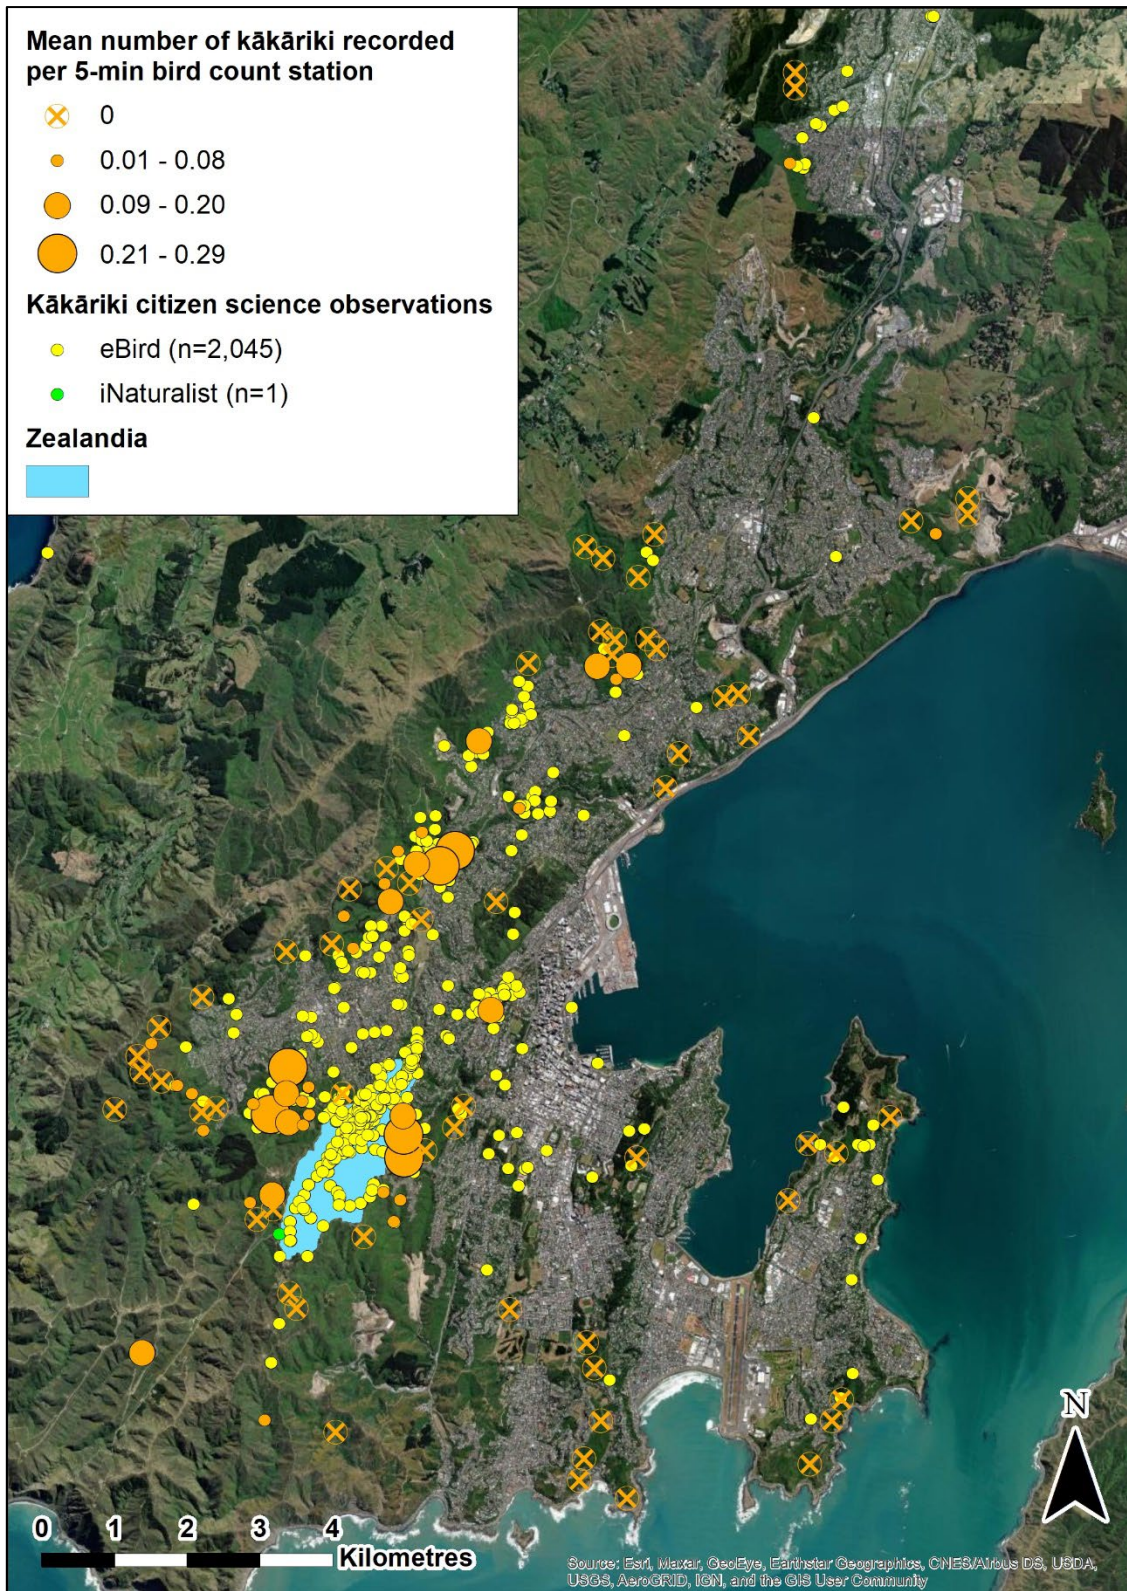 Mean number of kākāriki recorded
per 5-min bird count station
0
0.01 - 0.08
0.09 - 0.20
0.21 - 0.29
Kākāriki citizen science observations
eBird (n=2,045)
iNaturalist (n=1)
Zealandia
N
0 1 2 3 4
Kilometres
Source: Esri, Maxar, GeoEye, Earthstar Geographics, CNES/Airbus DS, USDA,
USGS, AeroGRID, IGN, and the GIS User Community